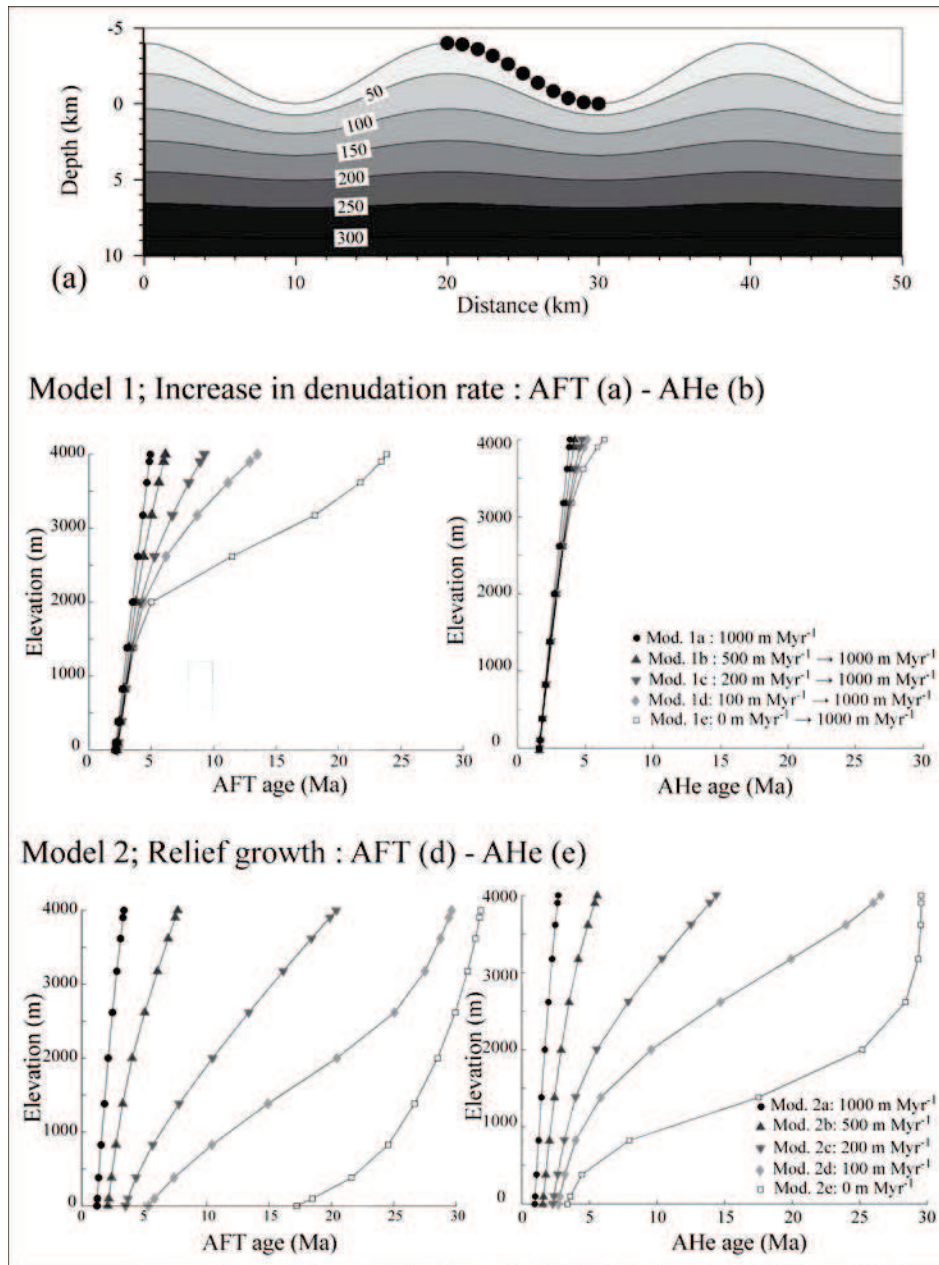 -5
0
5
10
Depth (km)
50
100
150
200
250
300
0 10 20 30 40 50
(a)
Distance (km)
Model 1; Increase in denudation rate : AFT (a) - AHe (b)
4000
3000
2000
1000
0
Elevation (m)
0 5 10 15 20 25 30
AFT age (Ma)
4000
3000
2000
1000
0
Elevation (m)
Mod. 1a : 1000 m Myr⁻¹
Mod. 1b : 500 m Myr⁻¹ → 1000 m Myr⁻¹
Mod. 1c : 200 m Myr⁻¹ → 1000 m Myr⁻¹
Mod. 1d: 100 m Myr⁻¹ → 1000 m Myr⁻¹
Mod. 1e: 0 m Myr⁻¹ → 1000 m Myr⁻¹
0 5 10 15 20 25 30
AHe age (Ma)
Model 2; Relief growth : AFT (d) - AHe (e)
4000
3000
2000
1000
0
Elevation (m)
0 5 10 15 20 25 30
AFT age (Ma)
4000
3000
2000
1000
0
Elevation (m)
Mod. 2a: 1000 m Myr⁻¹
Mod. 2b: 500 m Myr⁻¹
Mod. 2c: 200 m Myr⁻¹
Mod. 2d: 100 m Myr⁻¹
Mod. 2e: 0 m Myr⁻¹
0 5 10 15 20 25 30
AHe age (Ma)